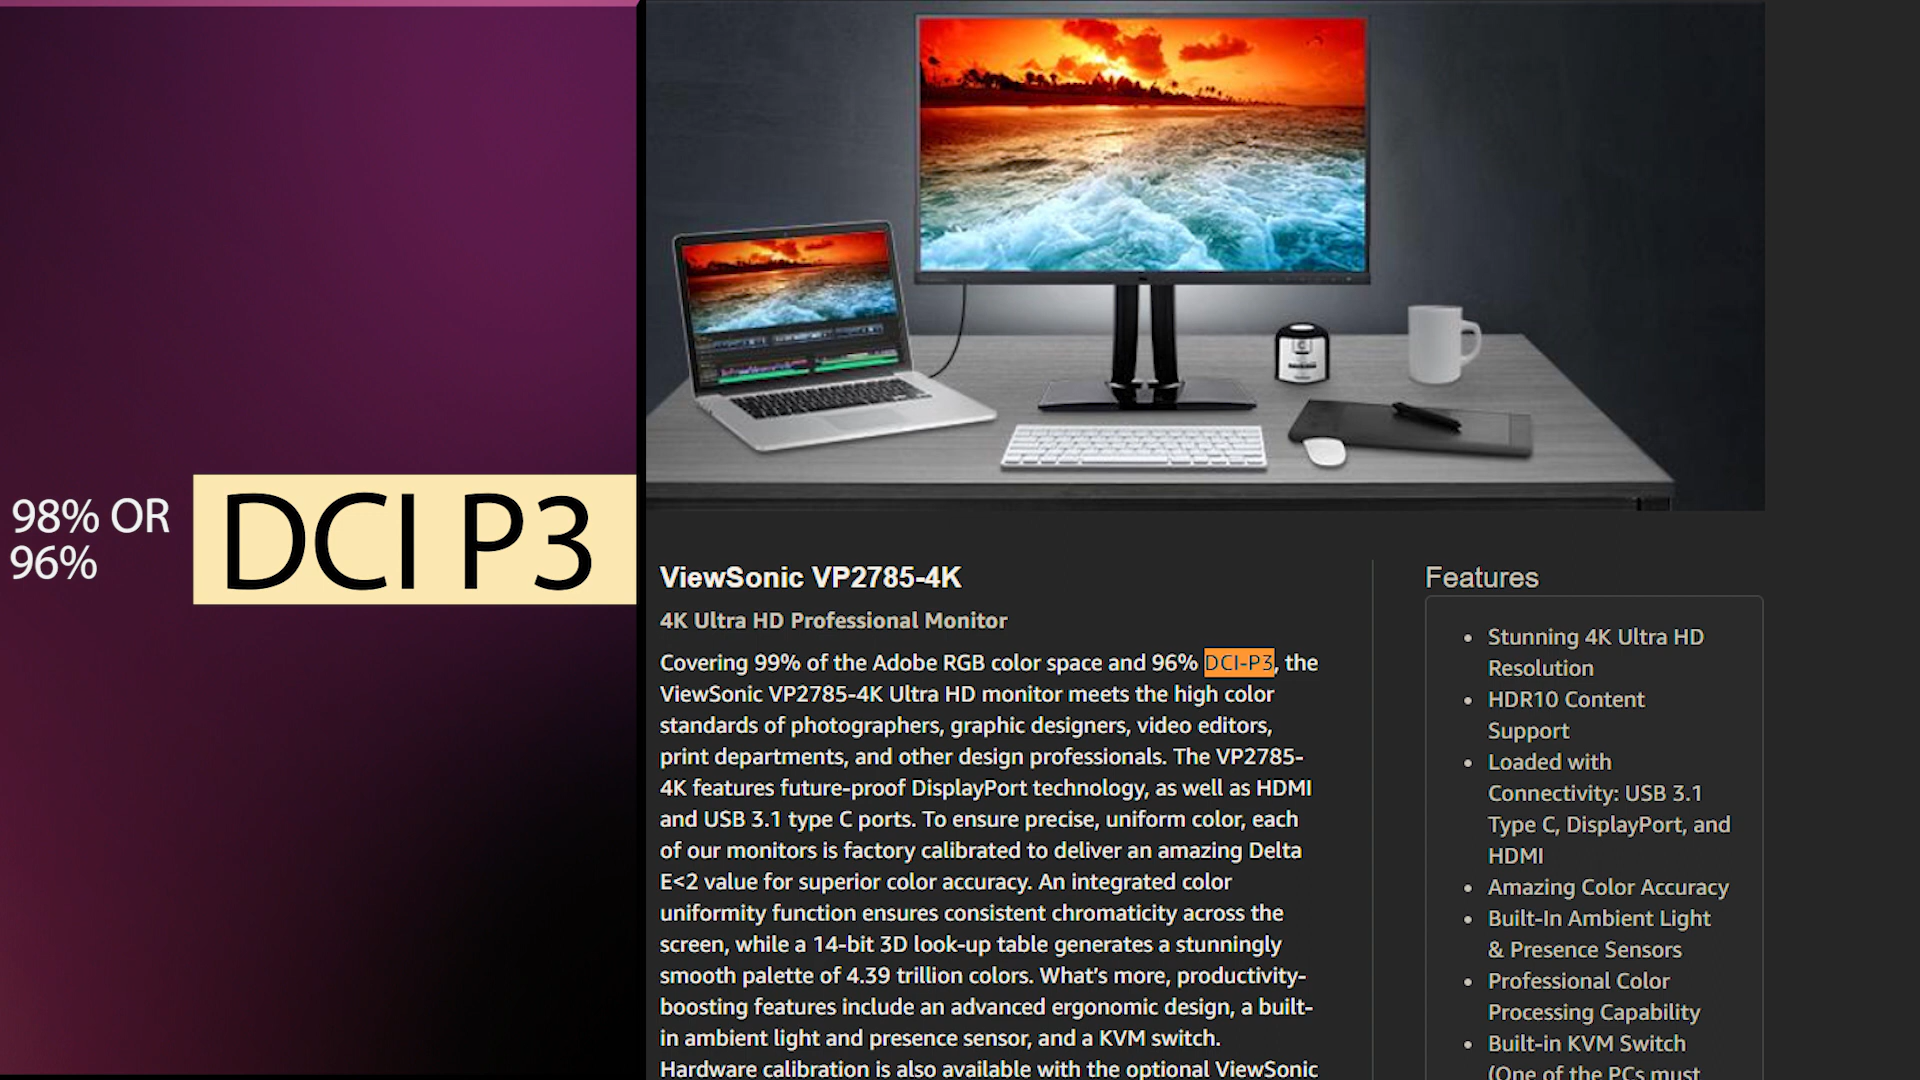 98% OR
96%
DCI P3
ViewSonic VP2785-4K
4K Ultra HD Professional Monitor
Covering 99% of the Adobe RGB color space and 96% DCI-P3, the
ViewSonic VP2785-4K Ultra HD monitor meets the high color
standards of photographers, graphic designers, video editors,
print departments, and other design professionals. The VP2785-
4K features future-proof DisplayPort technology, as well as HDMI
and USB 3.1 type C ports. To ensure precise, uniform color, each
of our monitors is factory calibrated to deliver an amazing Delta
E<2 value for superior color accuracy. An integrated color
uniformity function ensures consistent chromaticity across the
screen, while a 14-bit 3D look-up table generates a stunningly
smooth palette of 4.39 trillion colors. What's more, productivity-
boosting features include an advanced ergonomic design, a built-
in ambient light and presence sensor, and a KVM switch.
Hardware calibration is also available with the optional ViewSonic
Features
• Stunning 4K Ultra HD
Resolution
• HDR10 Content
Support
• Loaded with
Connectivity: USB 3.1
Type C, DisplayPort, and
HDMI
• Amazing Color Accuracy
• Built-In Ambient Light
& Presence Sensors
• Professional Color
Processing Capability
• Built-in KVM Switch
(One of the PCs must